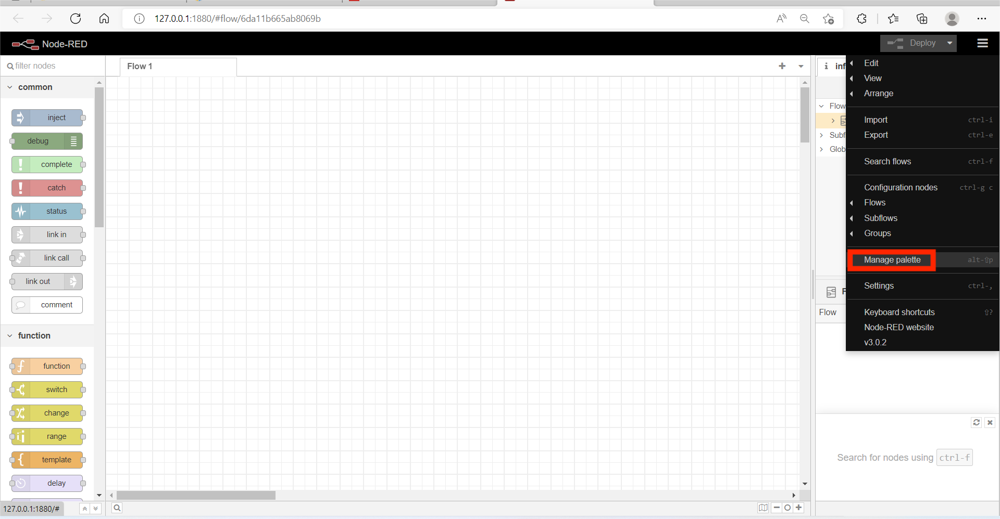 127.0.0.1:1880/#flow/6da11b665ab8069b
Node-RED
Deploy
filter nodes
Flow 1
inf
common
inject
debug
complete
catch
status
link in
link call
link out
comment
function
function
switch
change
range
template
delay
127.0.0.1:1880/#
Flow
Subf
Glob
F
Flow
Edit
View
Arrange
Import ctrl-i
Export ctrl-e
Search flows ctrl-f
Configuration nodes ctrl-g c
Flows
Subflows
Groups
Manage palette alt-⇧p
Settings ctrl-,
Keyboard shortcuts ⇧?
Node-RED website
v3.0.2
Search for nodes using ctrl-f